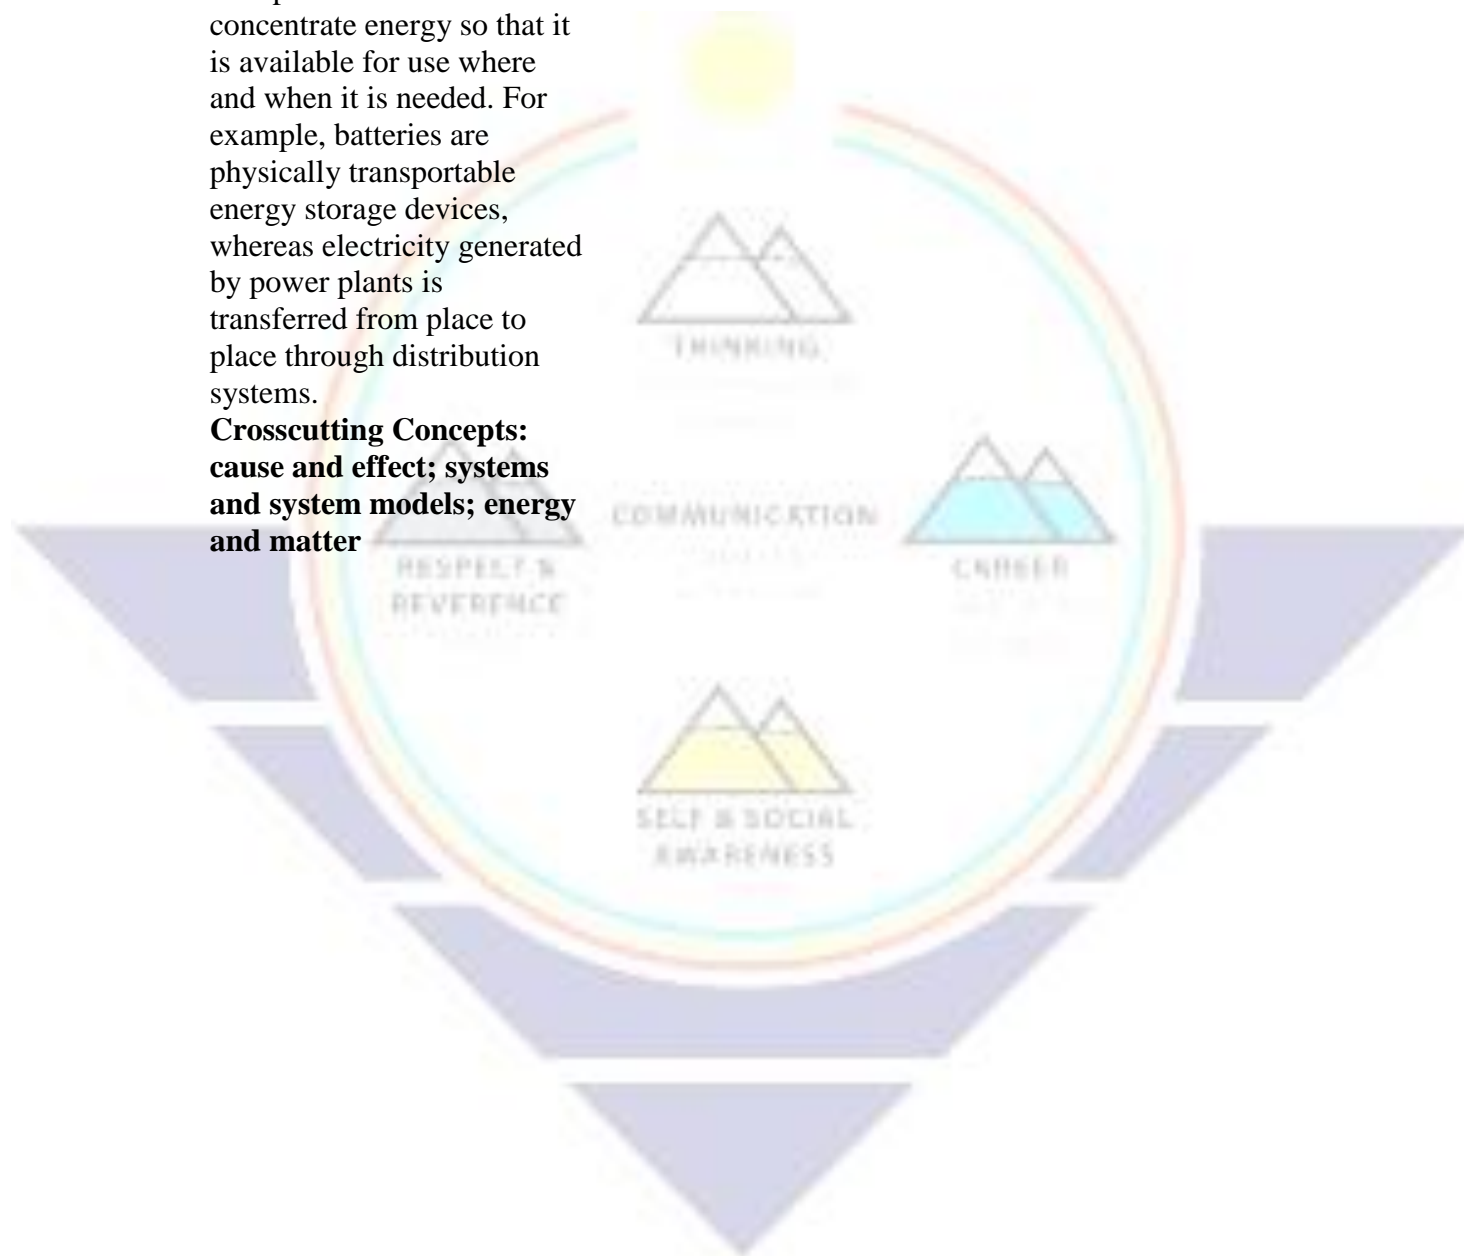 concentrate energy so that it
is available for use where
and when it is needed. For
example, batteries are
physically transportable
energy storage devices,
whereas electricity generated
by power plants is
transferred from place to
place through distribution
systems.
Crosscutting Concepts:
cause and effect; systems
and system models; energy
and matter
THINKING
COMMUNICATION
RESPECT &
REVERENCE
CAREER
SELF & SOCIAL
AWARENESS